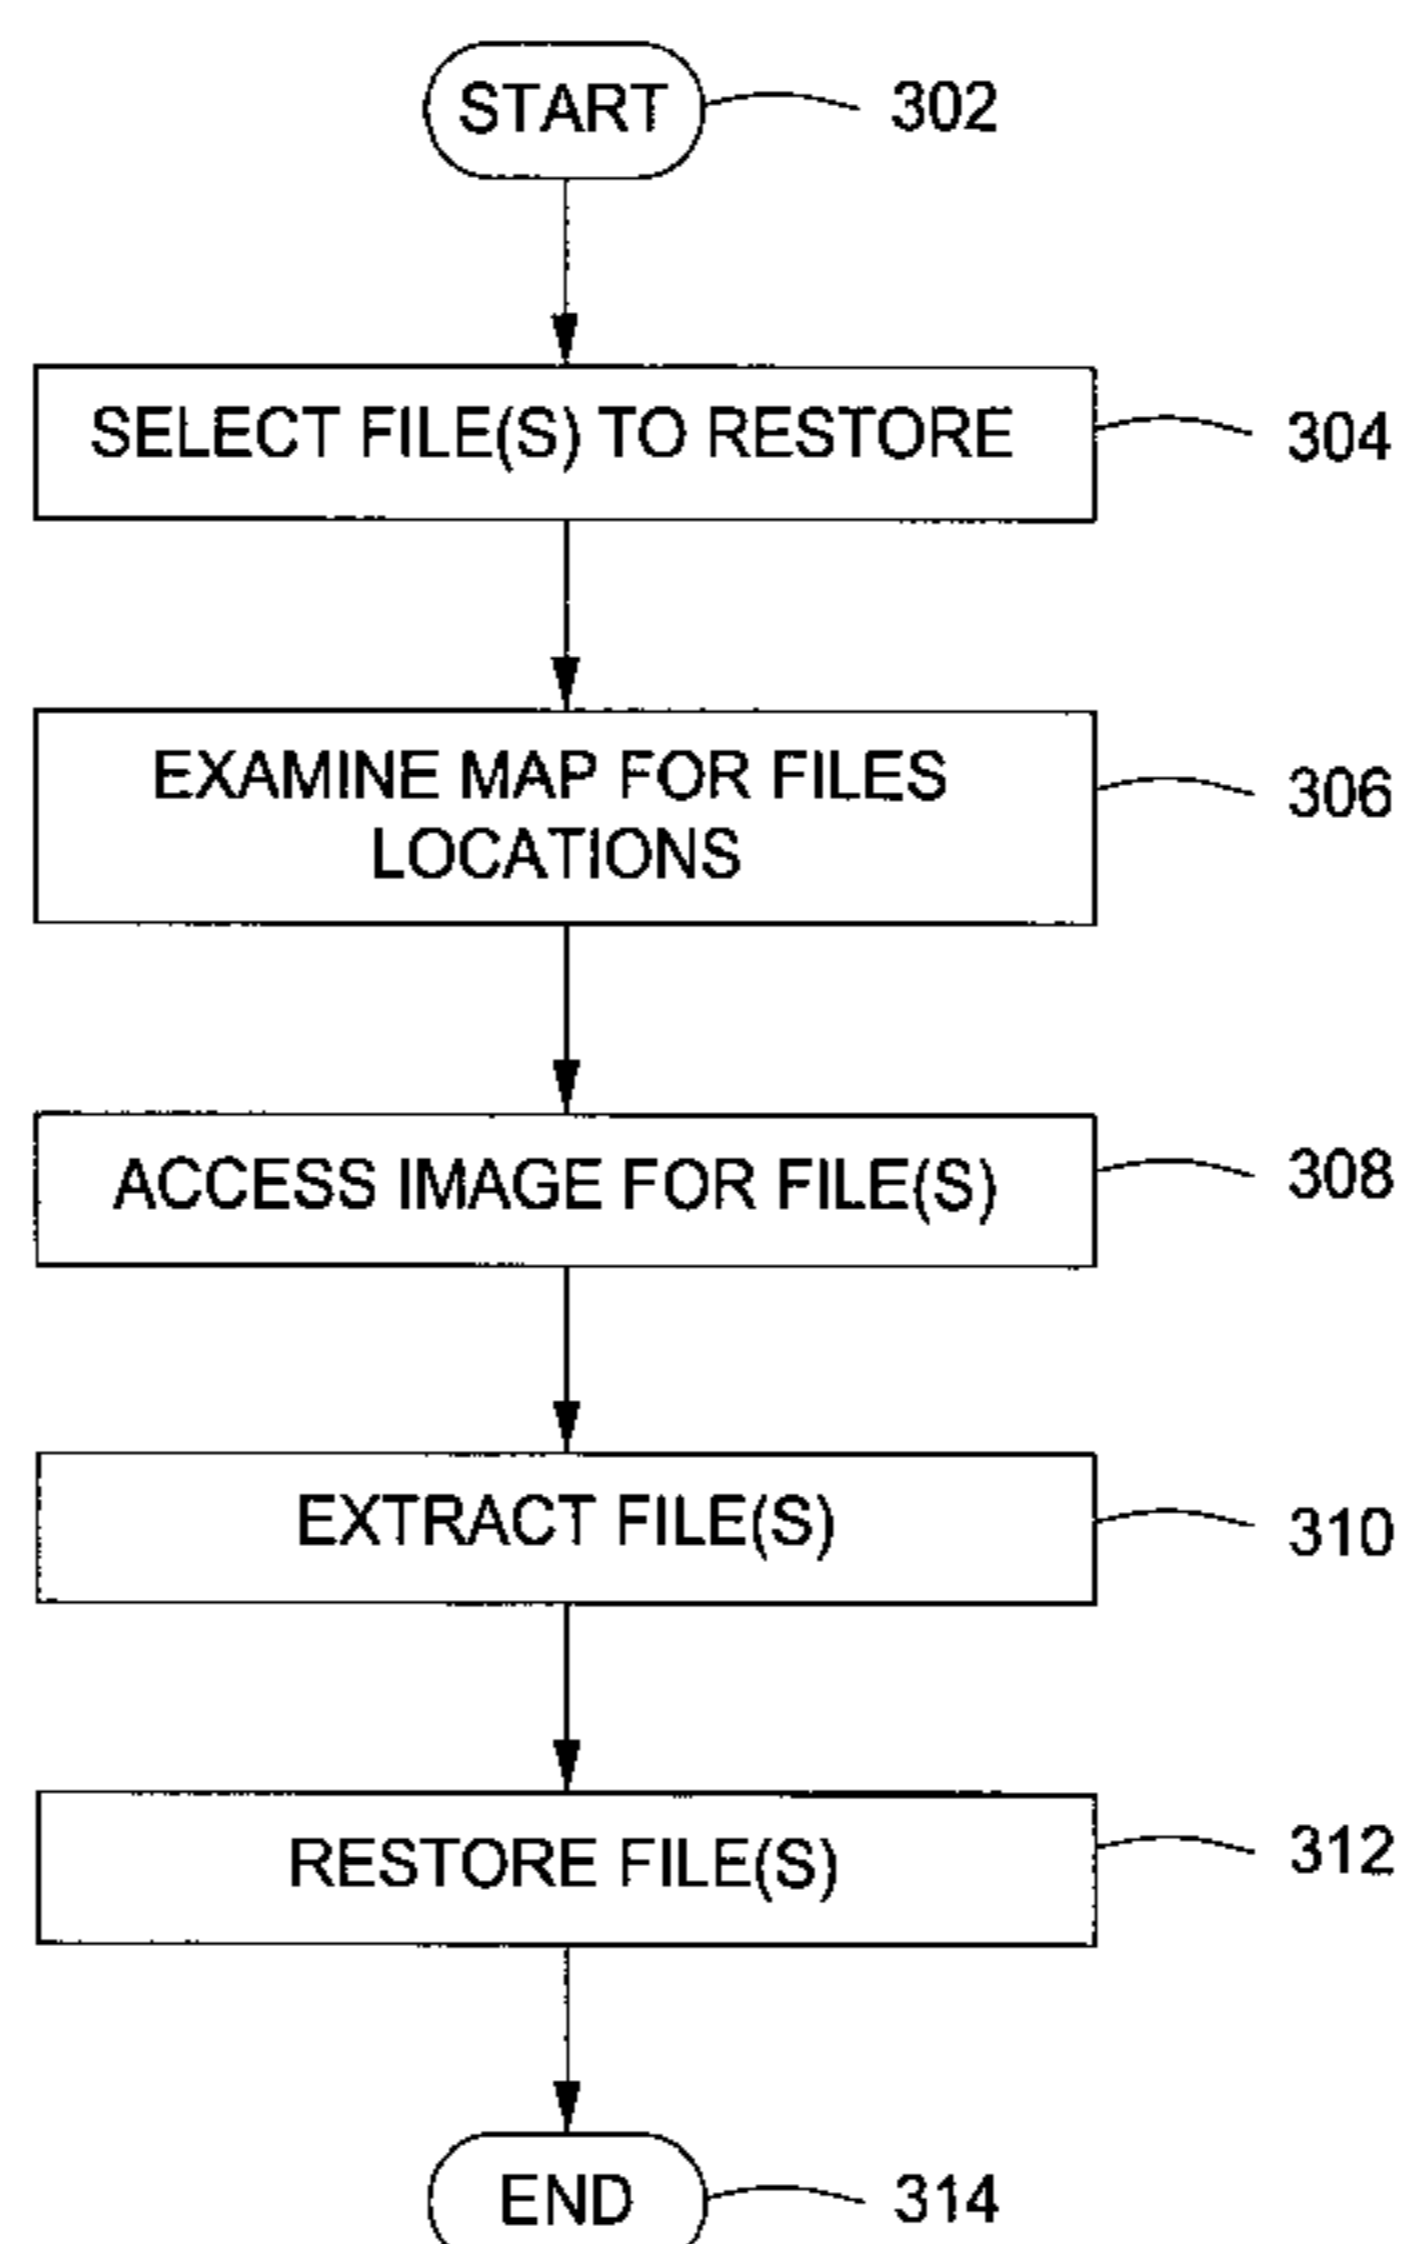 START
302
SELECT FILE(S) TO RESTORE
304
EXAMINE MAP FOR FILES
LOCATIONS
306
ACCESS IMAGE FOR FILE(S)
308
EXTRACT FILE(S)
310
RESTORE FILE(S)
312
END
314